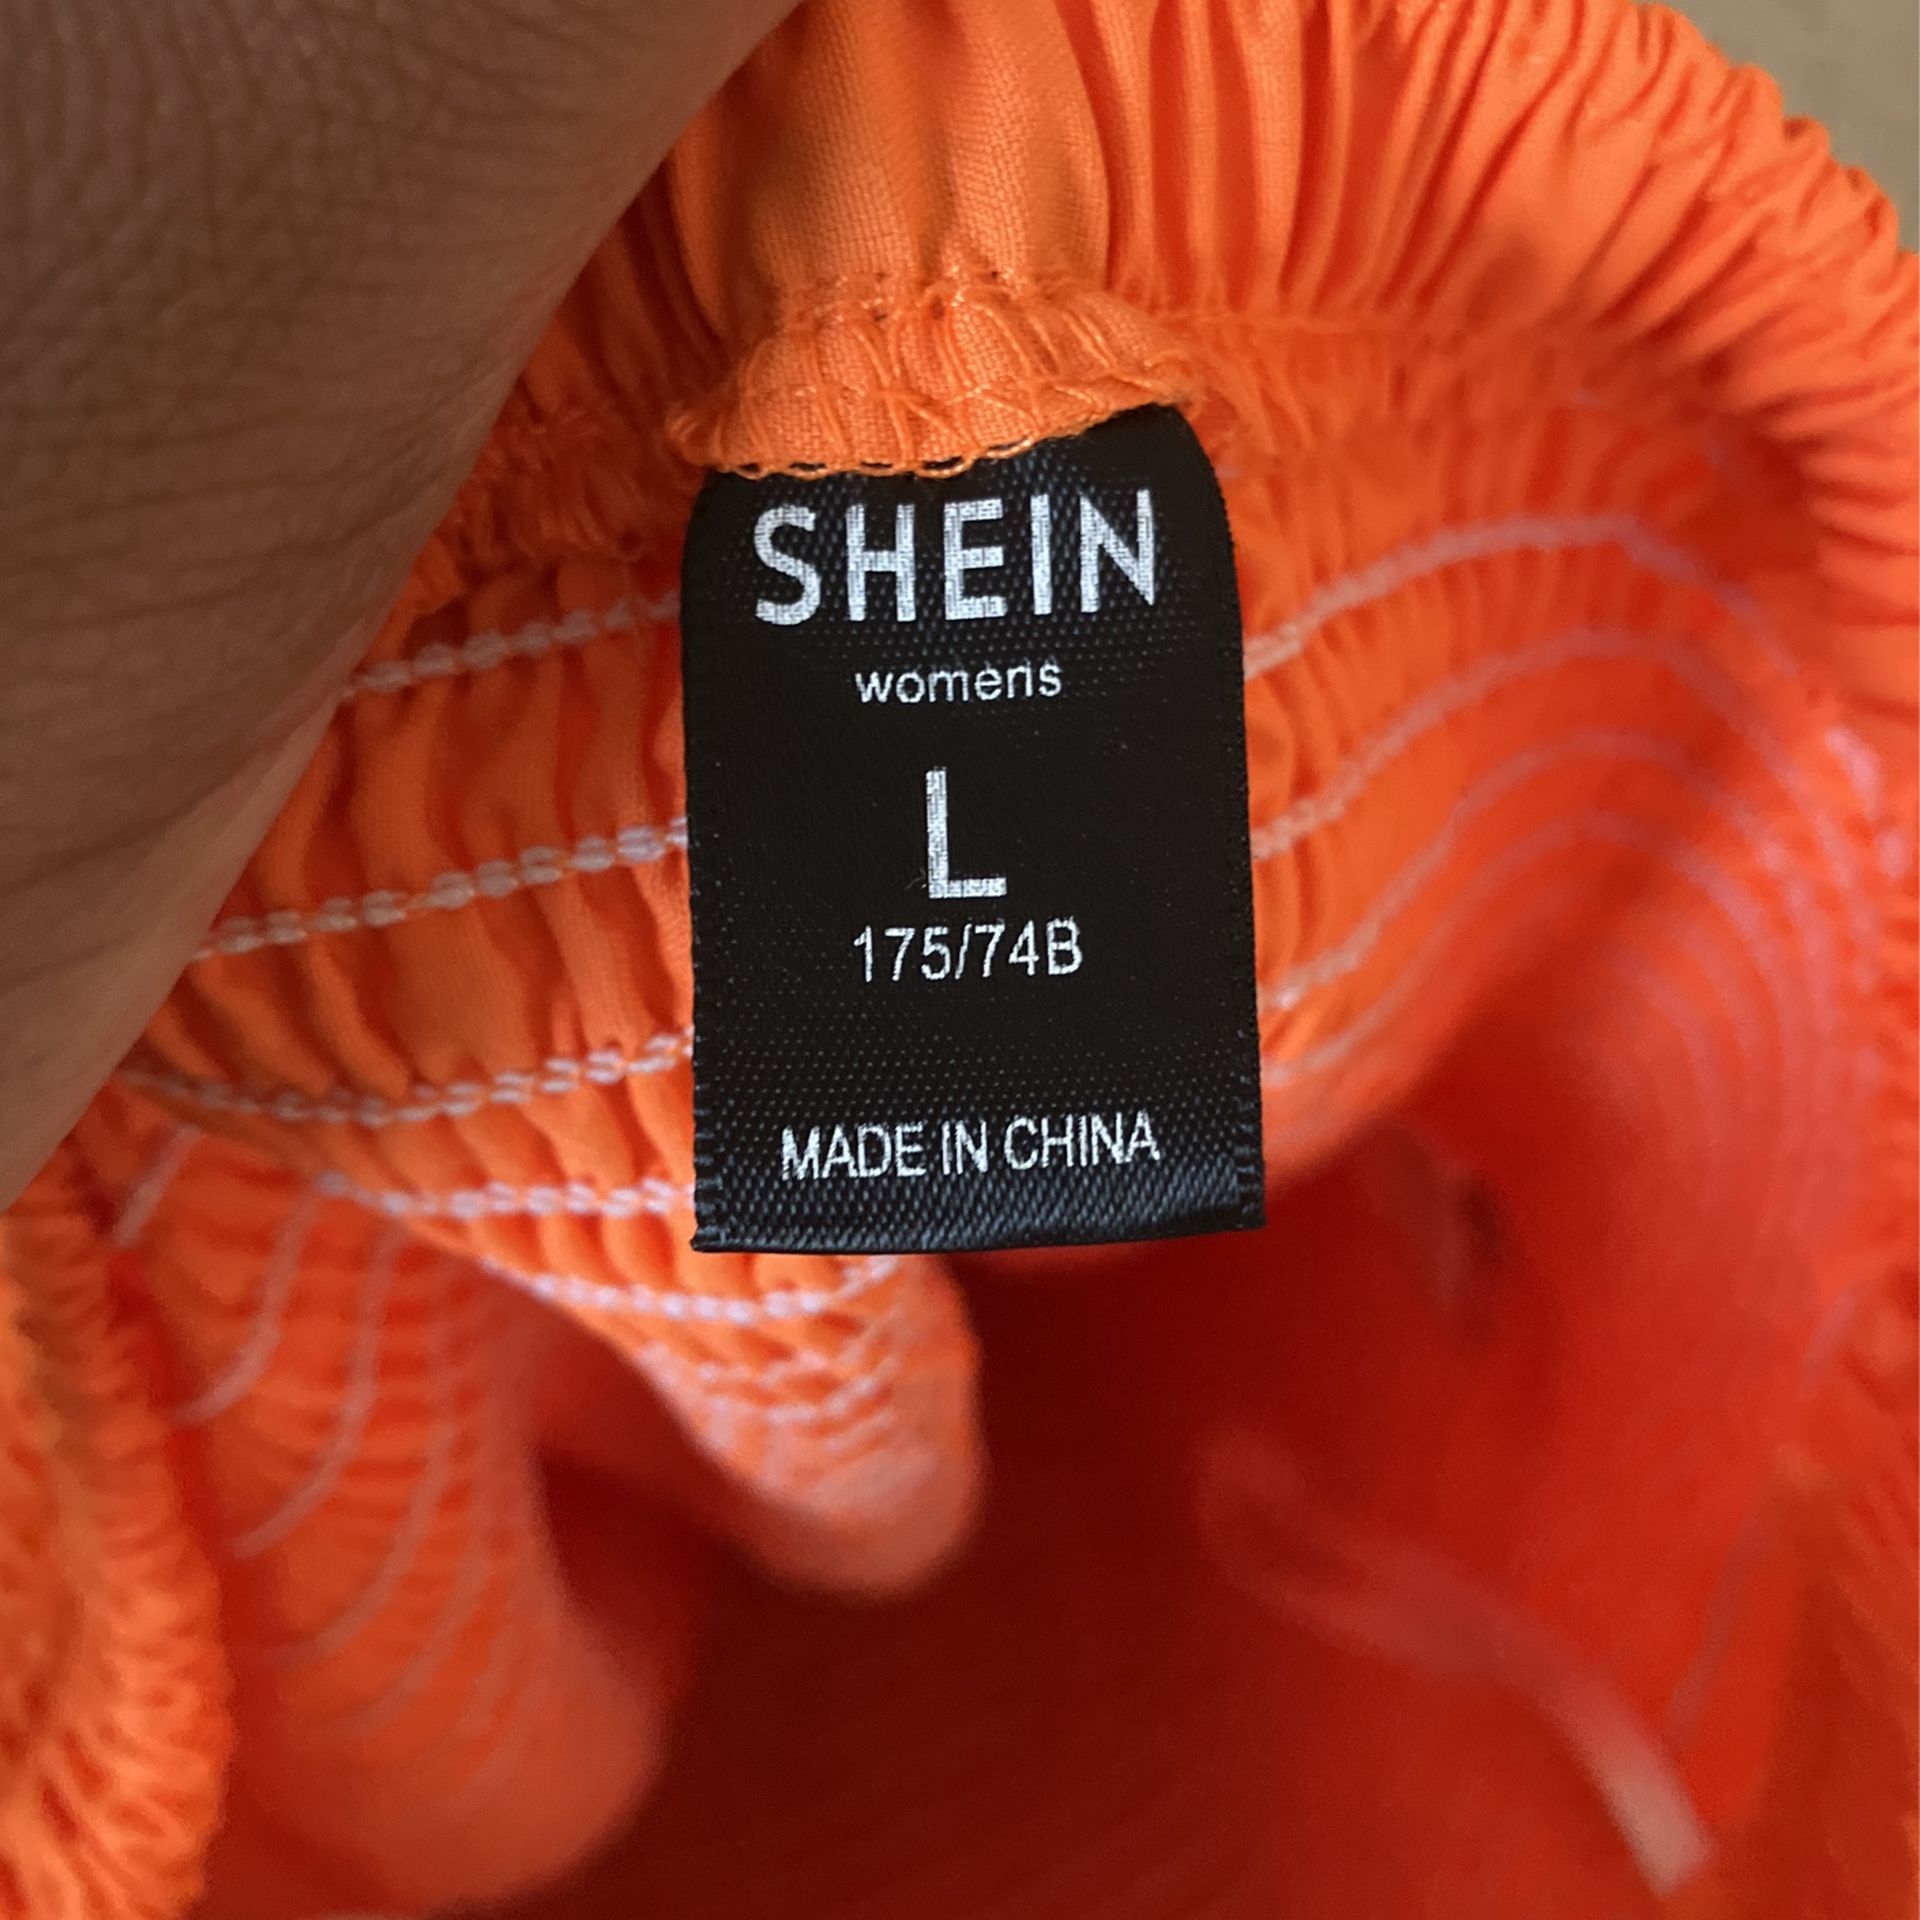 SHEIN
womens
L
175/74B
MADE IN CHINA